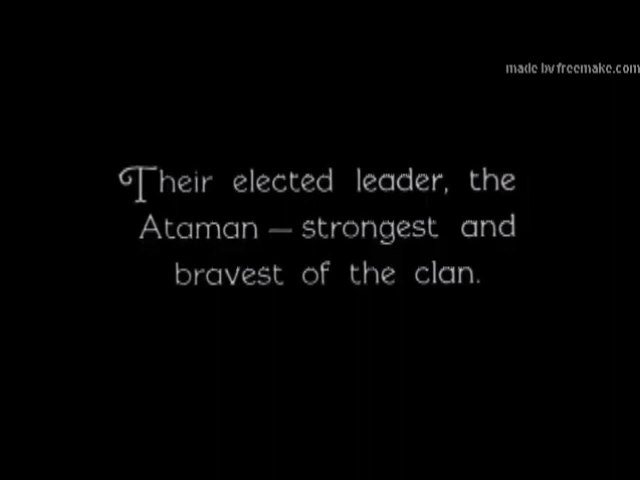 made by freemake.com
Their elected leader, the
Ataman — strongest and
bravest of the clan.